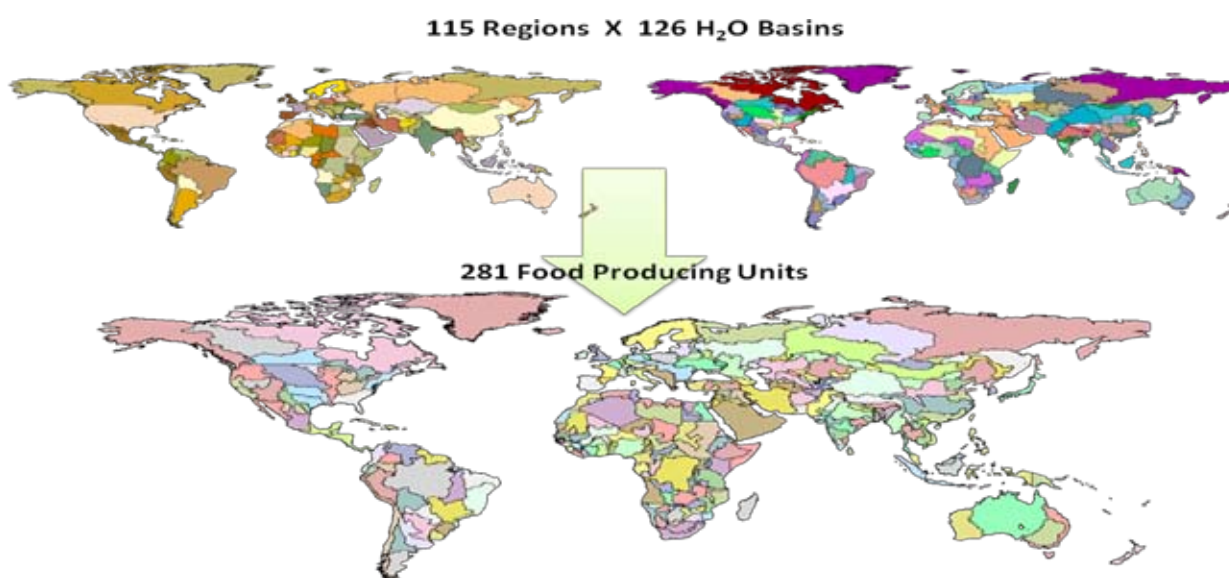 115 Regions X 126 H₂O Basins
281 Food Producing Units